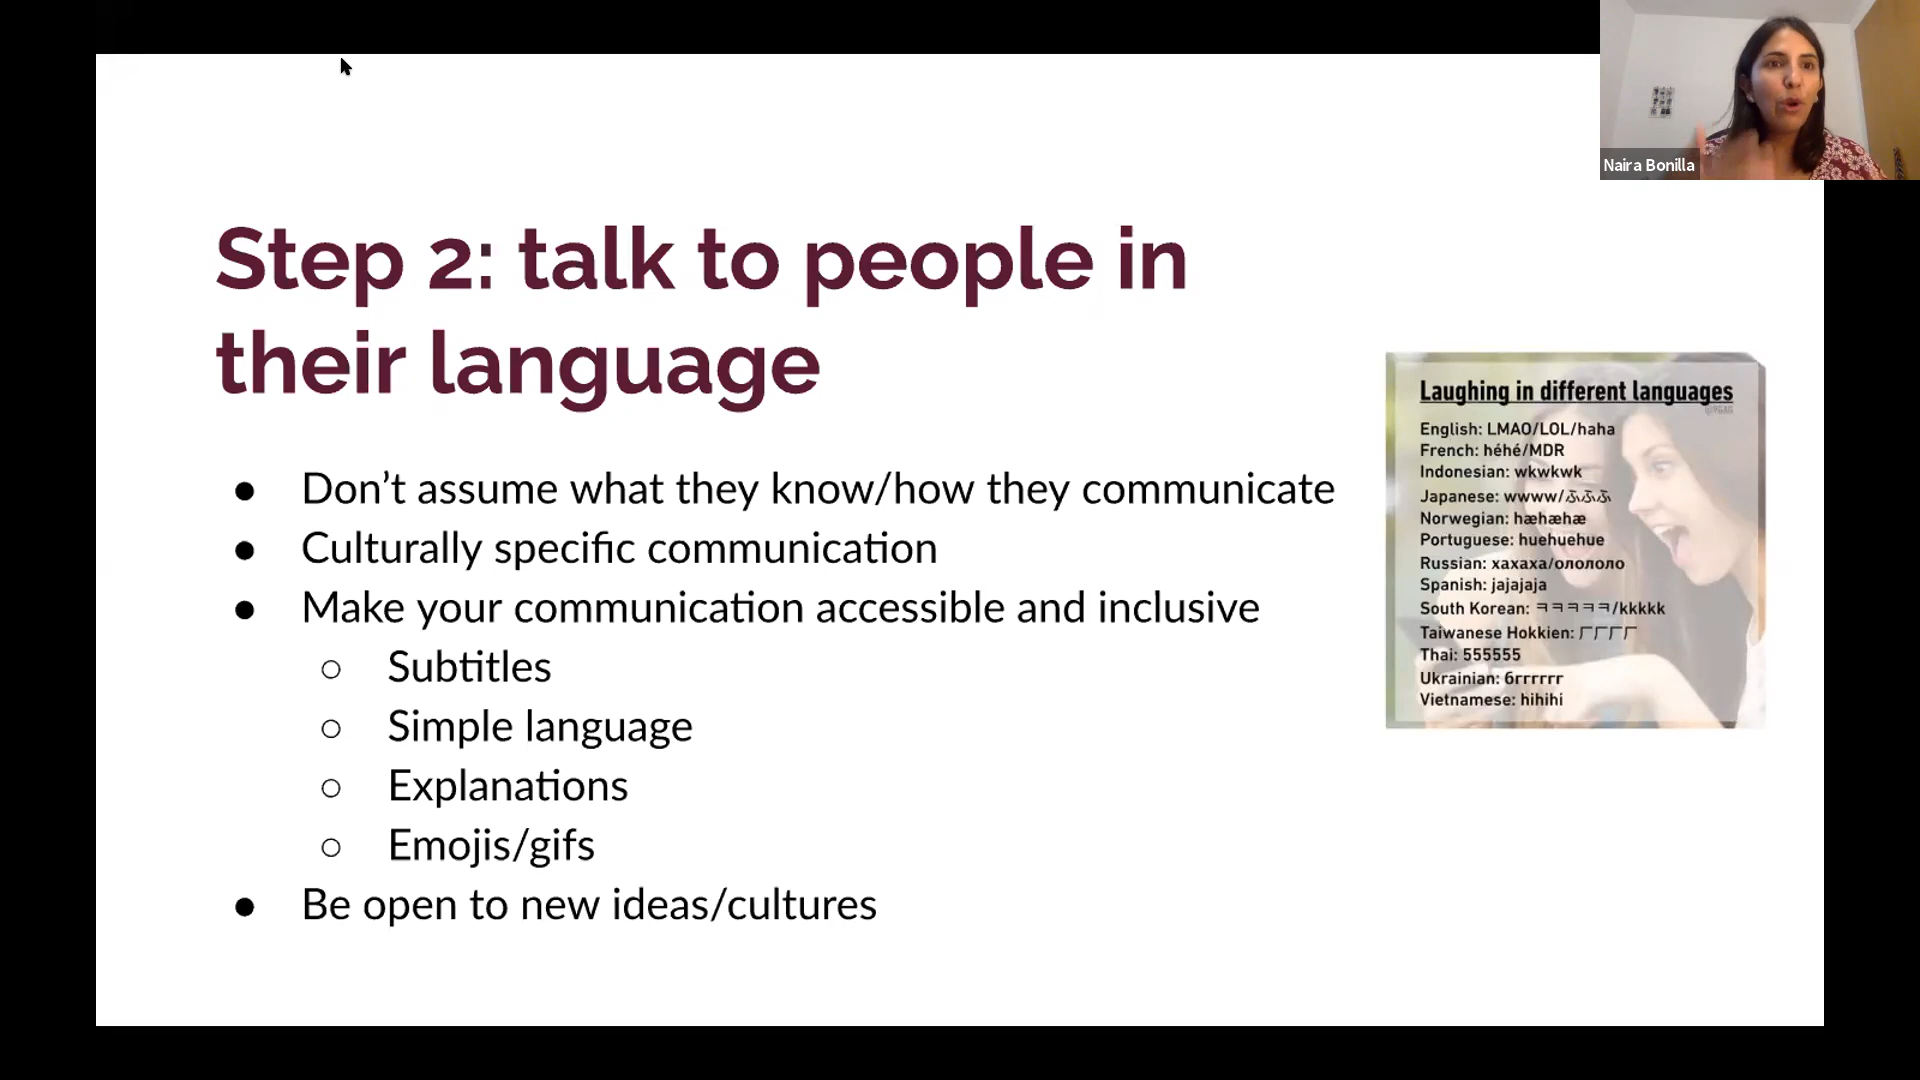 Naira Bonilla
Step 2: talk to people in
their language
● Don’t assume what they know/how they communicate
● Culturally specific communication
● Make your communication accessible and inclusive
○ Subtitles
○ Simple language
○ Explanations
○ Emojis/gifs
● Be open to new ideas/cultures
Laughing in different languages
English: LMAO/LOL/haha
French: héhé/MDR
Indonesian: wkwkwk
Japanese: wwww/ふふふ
Norwegian: hæhæhæ
Portuguese: huehuehue
Russian: хахаха/олололо
Spanish: jajajaja
South Korean: ㅋㅋㅋㅋㅋ/kkkkk
Taiwanese Hokkien: ㄏㄏㄏㄏ
Thai: 555555
Ukrainian: бгггггг
Vietnamese: hihihi